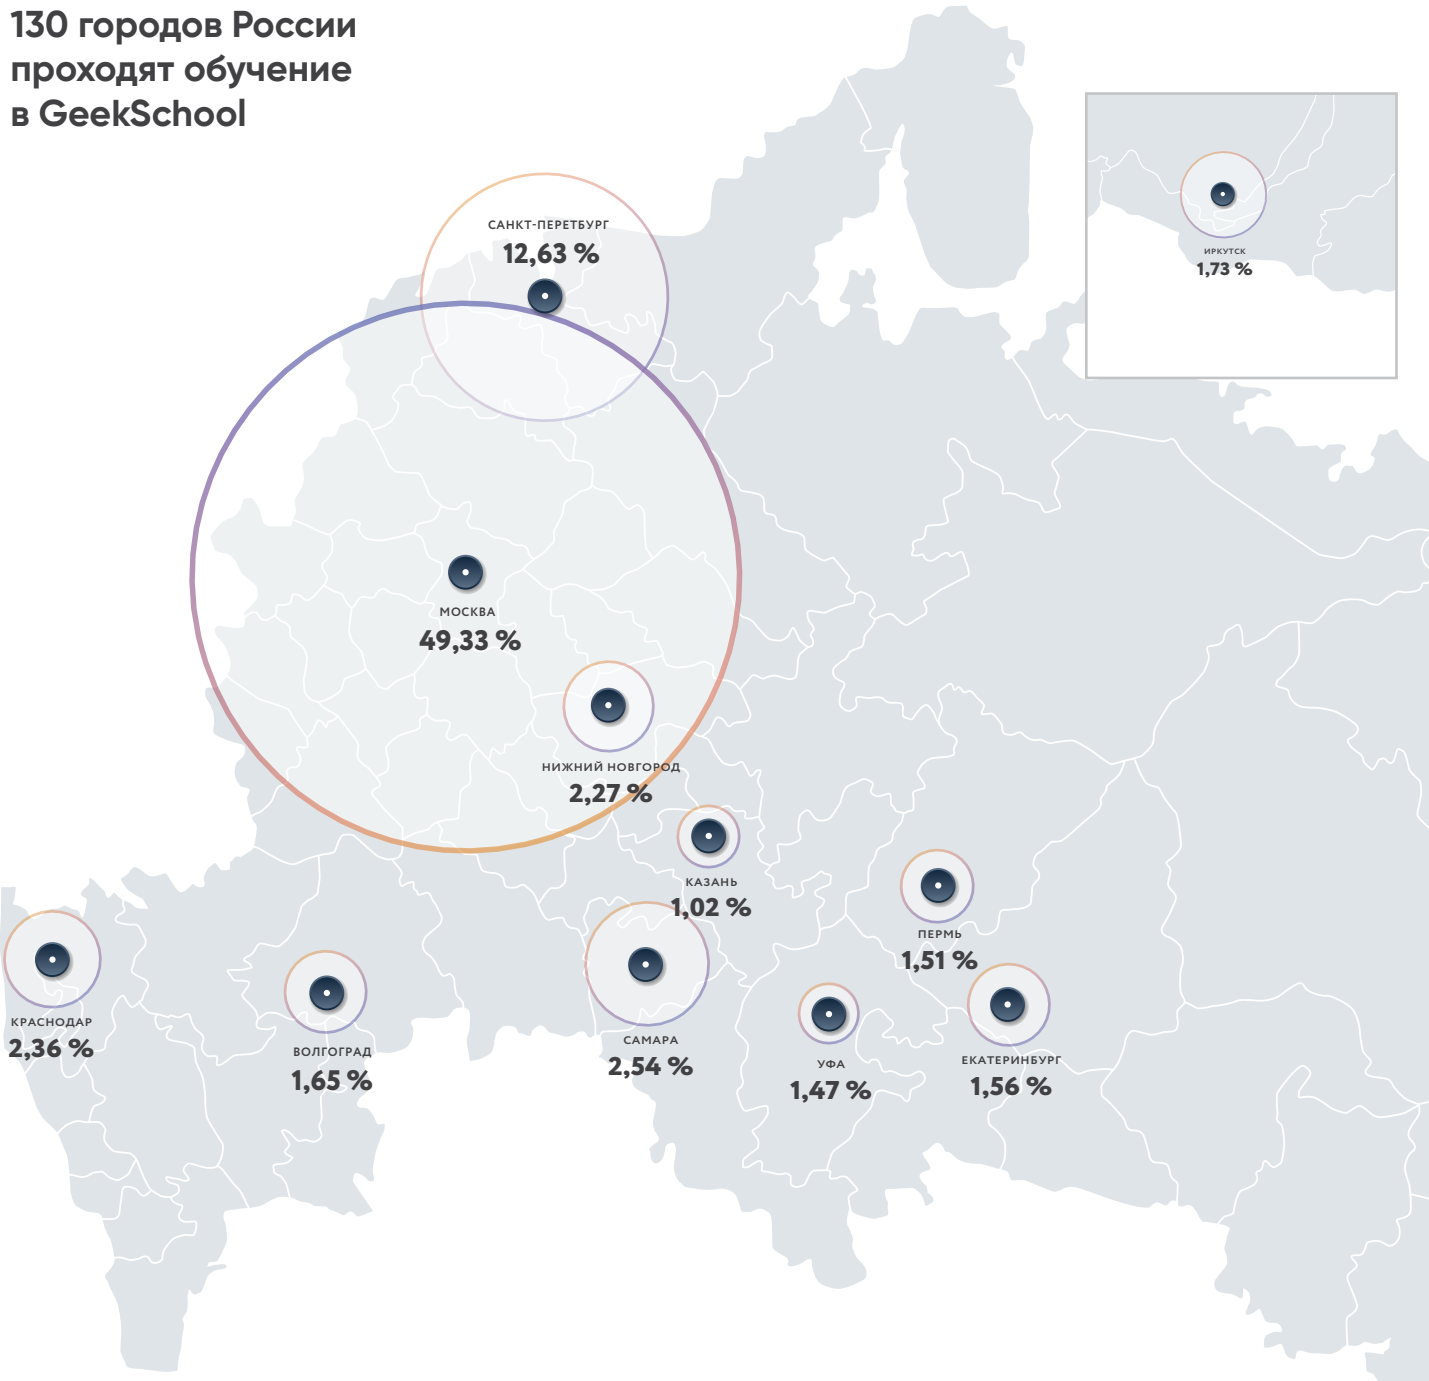 130 городов России
проходят обучение
в GeekSchool
САНКТ-ПЕРЕТБУРГ
12,63 %
ИРКУТСК
1,73 %
МОСКВА
49,33 %
НИЖНИЙ НОВГОРОД
2,27 %
КАЗАНЬ
1,02 %
ПЕРМЬ
1,51 %
КРАСНОДАР
2,36 %
ВОЛГОГРАД
1,65 %
САМАРА
2,54 %
УФА
1,47 %
ЕКАТЕРИНБУРГ
1,56 %